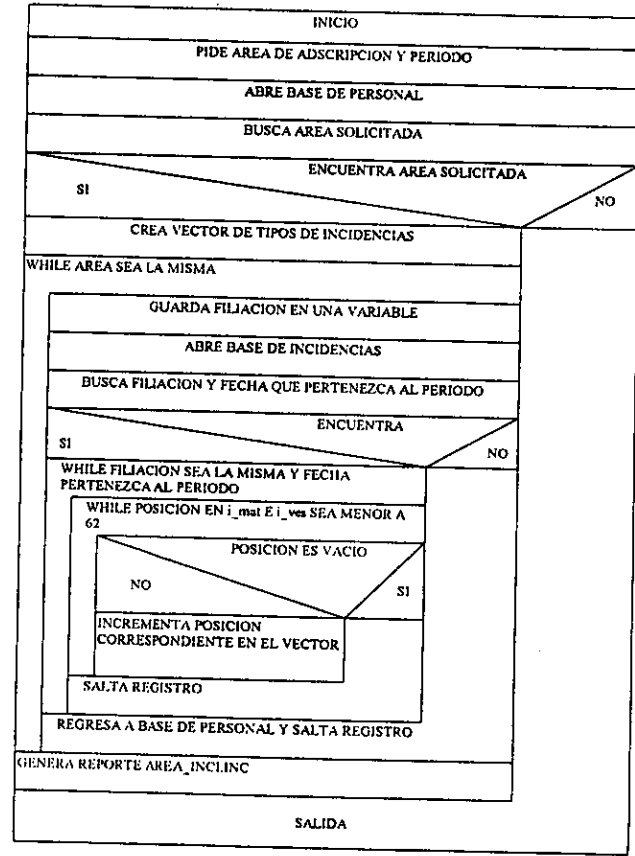 INICIO
PIDE AREA DE ADSCRIPCION Y PERIODO
ABRE BASE DE PERSONAL
BUSCA AREA SOLICITADA
ENCUENTRA AREA SOLICITADA
SI
NO
CREA VECTOR DE TIPOS DE INCIDENCIAS
WHILE AREA SEA LA MISMA
GUARDA FILIACION EN UNA VARIABLE
ABRE BASE DE INCIDENCIAS
BUSCA FILIACION Y FECHA QUE PERTENEZCA AL PERIODO
ENCUENTRA
SI
NO
WHILE FILIACION SEA LA MISMA Y FECHA
PERTENEZCA AL PERIODO
WHILE POSICION EN i_mat E i_ves SEA MENOR A
62
POSICION ES VACIO
NO
SI
INCREMENTA POSICION
CORRESPONDIENTE EN EL VECTOR
SALTA REGISTRO
REGRESA A BASE DE PERSONAL Y SALTA REGISTRO
GENERA REPORTE AREA_INCI.INC
SALIDA